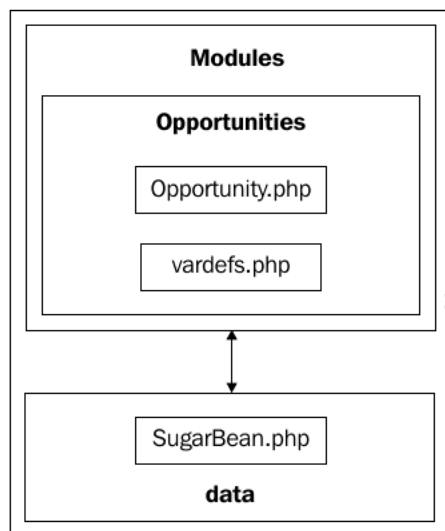 Modules
Opportunities
Opportunity.php
vardefs.php
SugarBean.php
data